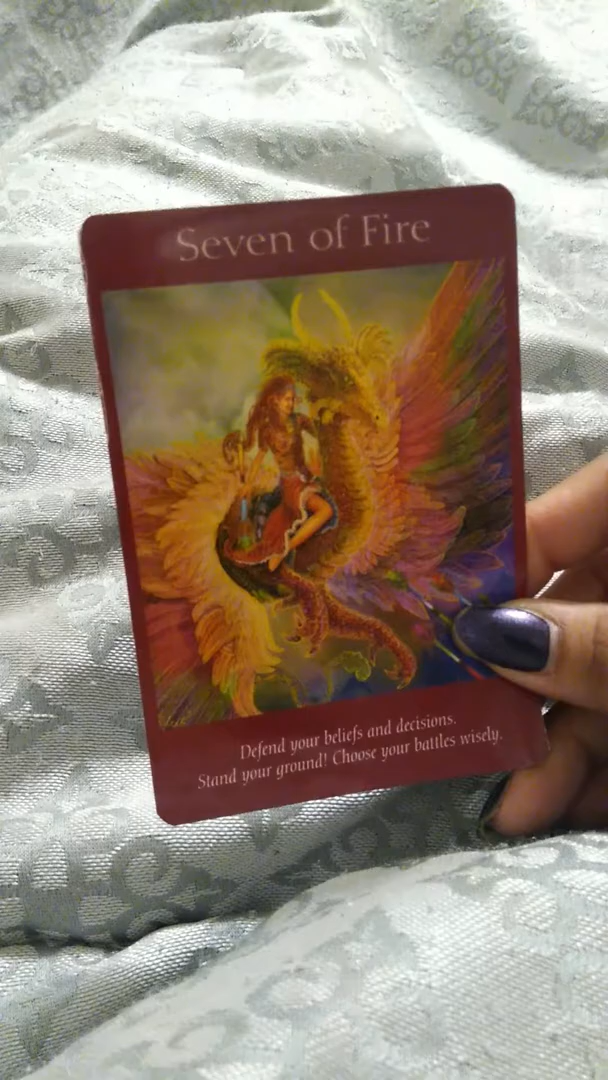 Seven of Fire
Defend your beliefs and decisions.
Stand your ground! Choose your battles wisely.